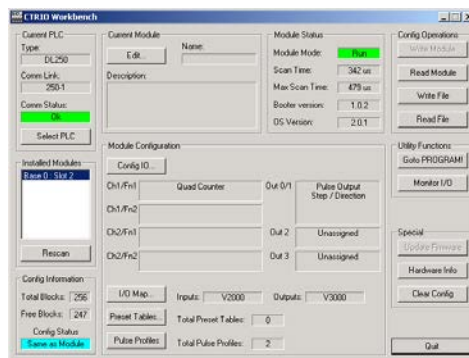 CTRIO Workbench
Current PLC
Type:
DL250
Comm Link:
250-1
Comm Status:
Ok
Select PLC
Installed Modules
Base 0 : Slot 2
Rescan
Config Information
Total Blocks: 256
Free Blocks: 247
Config Status
Same as Module
Current Module
Edit...
Name:
Description:
Module Status
Module Mode: Run
Scan Time: 342 us
Max Scan Time: 479 us
Booter version: 1.0.2
OS Version: 2.0.1
Module Configuration
Config IO...
Ch1/Fn1 Quad Counter Out 0/1 Pulse Output
Step / Direction
Ch1/Fn2
Ch2/Fn1 Out 2 Unassigned
Ch2/Fn2 Out 3 Unassigned
I/O Map... Inputs: V2000 Outputs: V3000
Preset Tables... Total Preset Tables: 0
Pulse Profiles Total Pulse Profiles: 2
Config Operations
Write Module
Read Module
Write File
Read File
Utility Functions
Goto PROGRAM!
Monitor I/O
Special
Update Firmware
Hardware Info
Clear Config
Quit